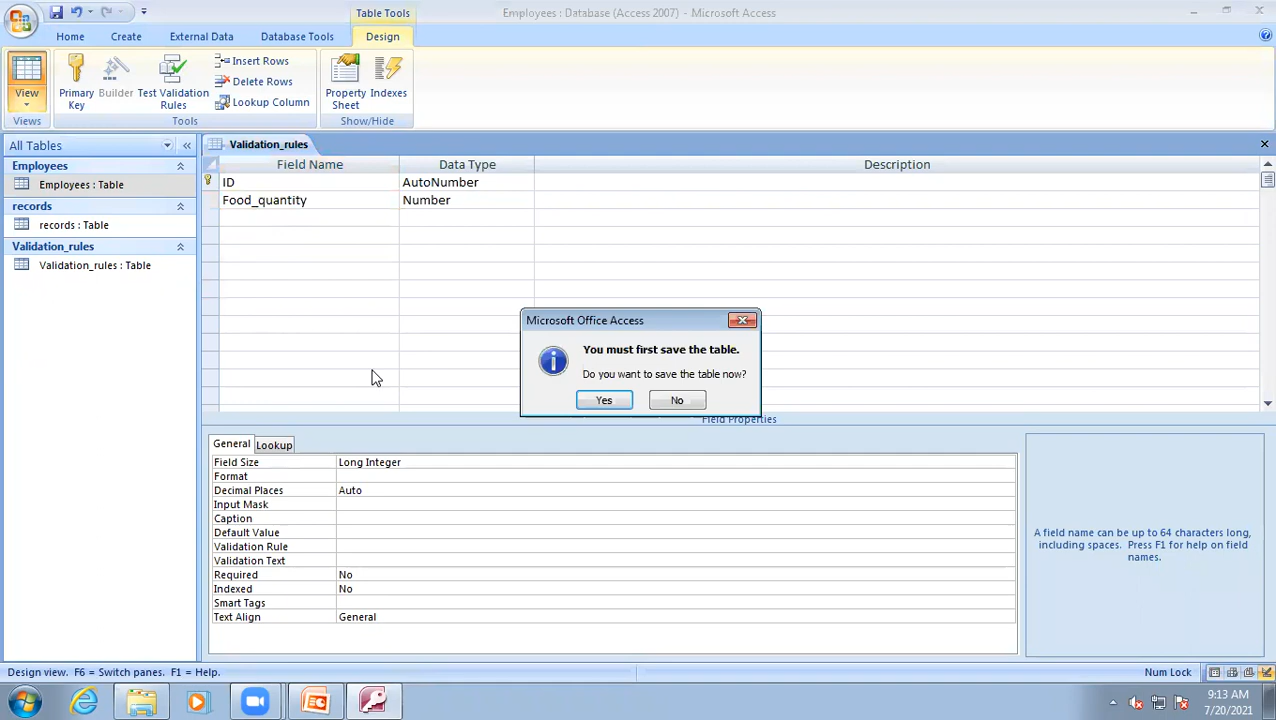 Table Tools
Employees : Database (Access 2007) - Microsoft Access
Home Create External Data Database Tools Design
View
Views
Primary Key
Builder
Test Validation Rules
Insert Rows
Delete Rows
Lookup Column
Tools
Property Sheet
Indexes
Show/Hide
All Tables
Employees
Employees : Table
records
records : Table
Validation_rules
Validation_rules : Table
Validation_rules
Field Name Data Type Description
ID AutoNumber
Food_quantity Number
Microsoft Office Access
You must first save the table.
Do you want to save the table now?
Yes No
Field Properties
General Lookup
Field Size Long Integer
Format
Decimal Places Auto
Input Mask
Caption
Default Value
Validation Rule
Validation Text
Required No
Indexed No
Smart Tags
Text Align General
A field name can be up to 64 characters long,
including spaces. Press F1 for help on field
names.
Design view. F6 = Switch panes. F1 = Help.
Num Lock
9:13 AM
7/20/2021